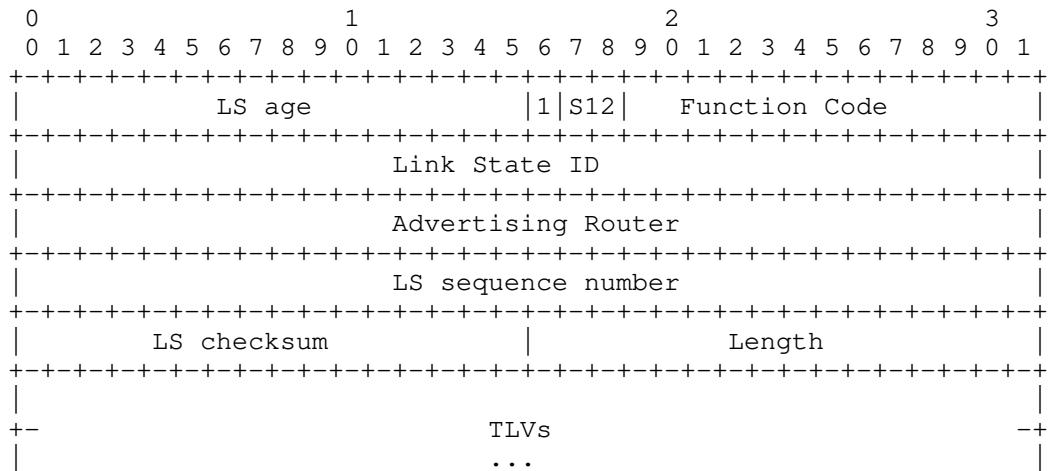 0                   1                   2                   3
 0 1 2 3 4 5 6 7 8 9 0 1 2 3 4 5 6 7 8 9 0 1 2 3 4 5 6 7 8 9 0 1
+-+-+-+-+-+-+-+-+-+-+-+-+-+-+-+-+-+-+-+-+-+-+-+-+-+-+-+-+-+-+-+-+
|            LS age             |1|S12|   Function Code         |
+-+-+-+-+-+-+-+-+-+-+-+-+-+-+-+-+-+-+-+-+-+-+-+-+-+-+-+-+-+-+-+-+
|                       Link State ID                           |
+-+-+-+-+-+-+-+-+-+-+-+-+-+-+-+-+-+-+-+-+-+-+-+-+-+-+-+-+-+-+-+-+
|                       Advertising Router                      |
+-+-+-+-+-+-+-+-+-+-+-+-+-+-+-+-+-+-+-+-+-+-+-+-+-+-+-+-+-+-+-+-+
|                       LS sequence number                      |
+-+-+-+-+-+-+-+-+-+-+-+-+-+-+-+-+-+-+-+-+-+-+-+-+-+-+-+-+-+-+-+-+
|        LS checksum            |            Length             |
+-+-+-+-+-+-+-+-+-+-+-+-+-+-+-+-+-+-+-+-+-+-+-+-+-+-+-+-+-+-+-+-+
|                                                               |
+-                            TLVs                             -+
|                             ...                               |